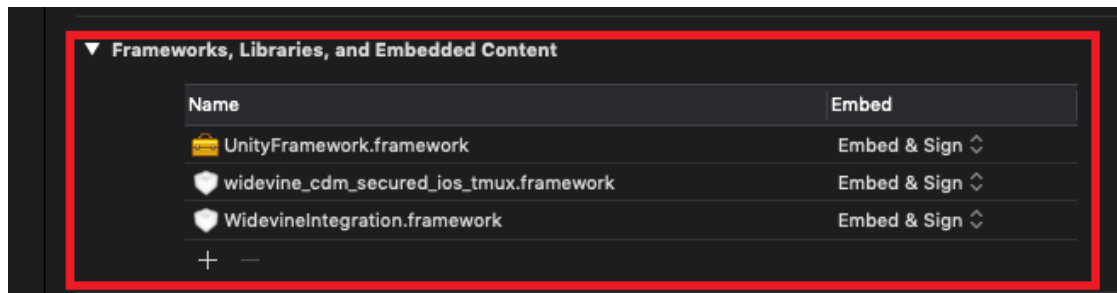 Frameworks, Libraries, and Embedded Content
Name Embed
UnityFramework.framework Embed & Sign
widevine_cdm_secured_ios_tmux.framework Embed & Sign
WidevineIntegration.framework Embed & Sign